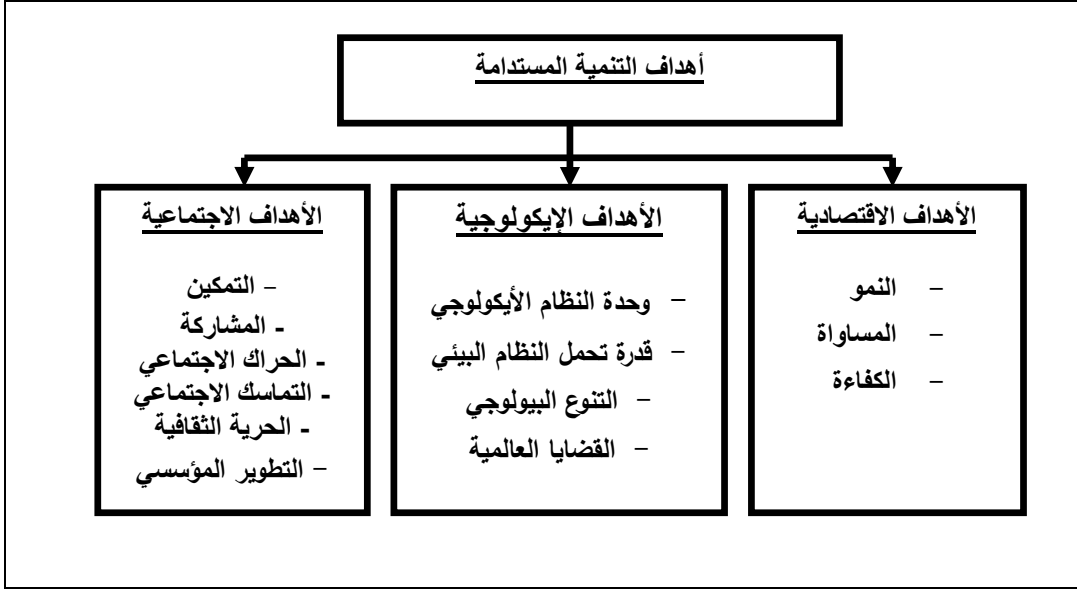 أهداف التنمية المستدامة
الأهداف الاقتصادية
– النمو
– المساواة
– الكفاءة
الأهداف الإيكولوجية
– وحدة النظام الأيكولوجي
– قدرة تحمل النظام البيئي
– التنوع البيولوجي
– القضايا العالمية
الأهداف الاجتماعية
– التمكين
- المشاركة
- الحراك الاجتماعي
- التماسك الاجتماعي
- الحرية الثقافية
– التطوير المؤسسي